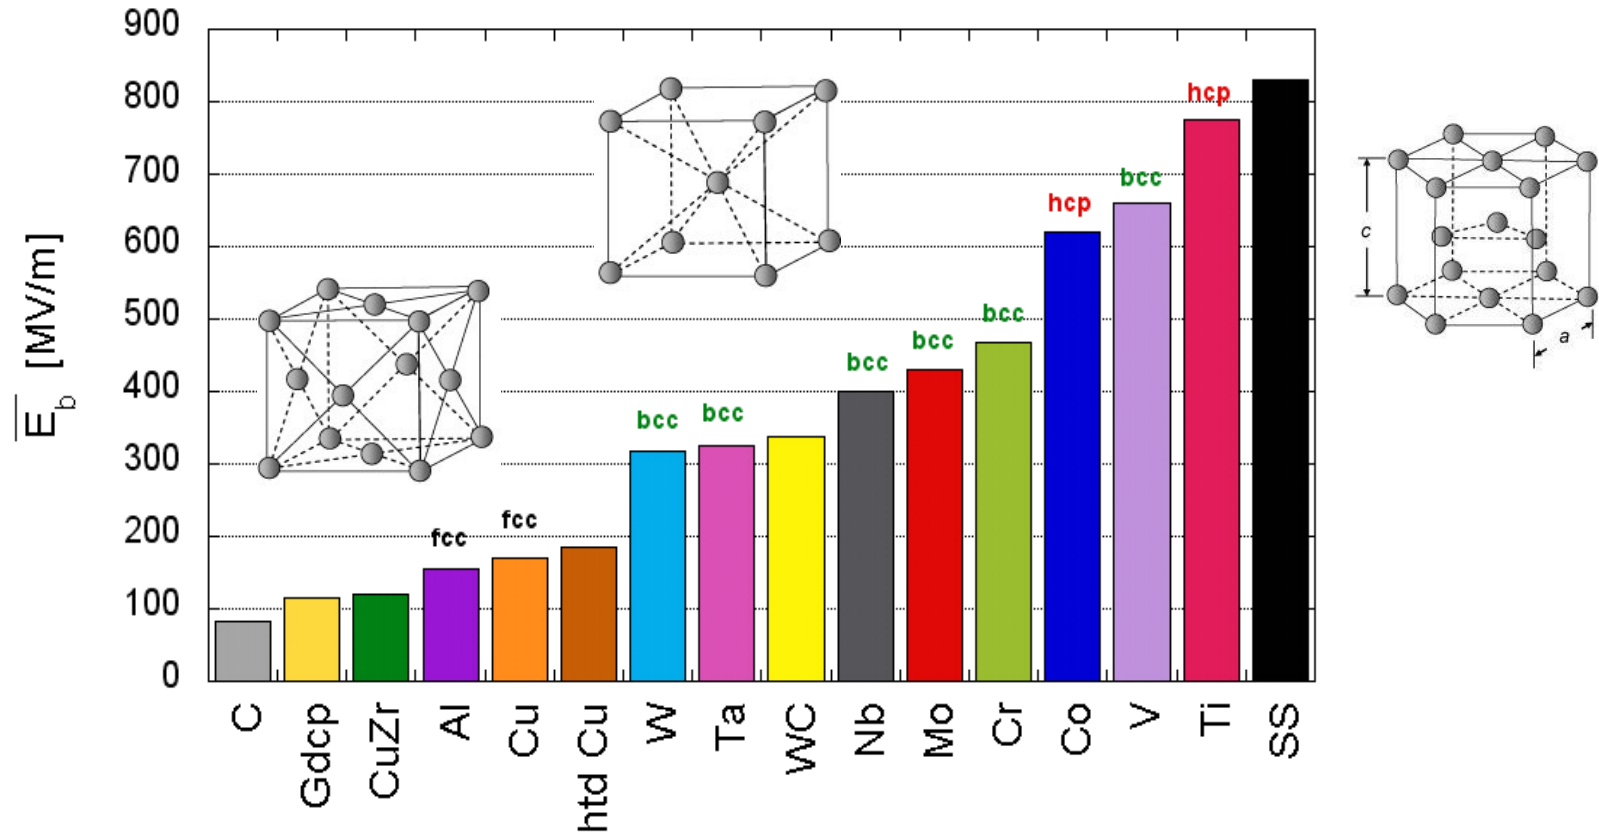 900
800
700
600
500
400
300
200
100
0
E̅b [MV/m]
fcc
fcc
bcc
bcc
bcc
bcc
bcc
hcp
bcc
hcp
C
Gdcp
CuZr
Al
Cu
htd Cu
W
Ta
WC
Nb
Mo
Cr
Co
V
Ti
SS
c
a